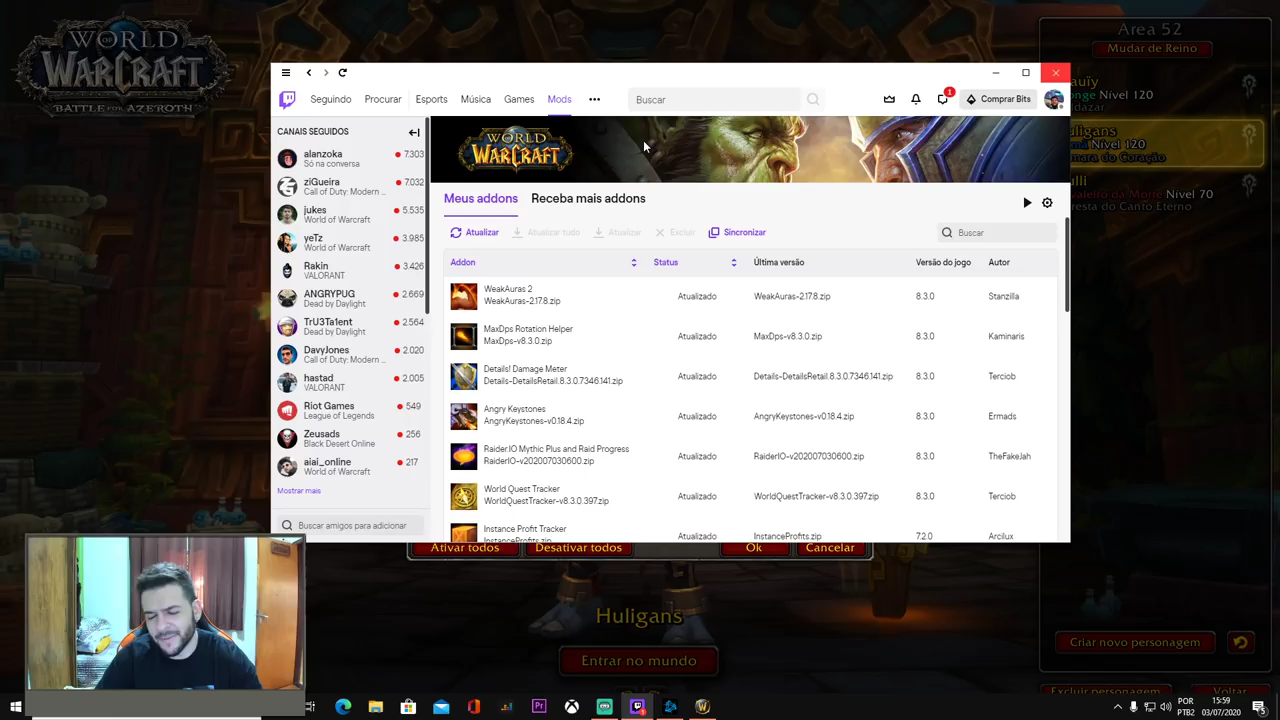 WORLD
OF
WARCRAFT
BATTLE FOR AZEROTH
Area 52
Mudar de Reino
Nível 120
Huligans
Nível 120
Câmara do Coração
Nível 70
Floresta do Canto Eterno
Seguindo
Procurar
Esports
Música
Games
Mods
Buscar
1
Comprar Bits
CANAIS SEGUIDOS
alanzoka
7.303
Só na conversa
ziGueira
7.032
Call of Duty: Modern ...
jukes
5.535
World of Warcraft
yeTz
3.985
World of Warcraft
Rakin
3.426
VALORANT
ANGRYPUG
2.669
Dead by Daylight
TrU3Ta1ent
2.564
Dead by Daylight
DavyJones
2.020
Call of Duty: Modern ...
hastad
2.005
VALORANT
Riot Games
549
League of Legends
Zeusads
256
Black Desert Online
aiai_online
217
World of Warcraft
Mostrar mais
Buscar amigos para adicionar
WORLD
OF
WARCRAFT
Meus addons
Receba mais addons
Atualizar
Atualizar tudo
Atualizar
Excluir
Sincronizar
Buscar
Addon
Status
Última versão
Versão do jogo
Autor
WeakAuras 2
WeakAuras-2.17.8.zip
Atualizado
WeakAuras-2.17.8.zip
8.3.0
Stanzilla
MaxDps Rotation Helper
MaxDps-v8.3.0.zip
Atualizado
MaxDps-v8.3.0.zip
8.3.0
Kaminaris
Details! Damage Meter
Details-DetailsRetail.8.3.0.7346.141.zip
Atualizado
Details-DetailsRetail.8.3.0.7346.141.zip
8.3.0
Terciob
Angry Keystones
AngryKeystones-v0.18.4.zip
Atualizado
AngryKeystones-v0.18.4.zip
8.3.0
Ermads
Raider.IO Mythic Plus and Raid Progress
RaiderIO-v202007030600.zip
Atualizado
RaiderIO-v202007030600.zip
8.3.0
TheFakeJah
World Quest Tracker
WorldQuestTracker-v8.3.0.397.zip
Atualizado
WorldQuestTracker-v8.3.0.397.zip
8.3.0
Terciob
Instance Profit Tracker
InstanceProfits.zip
Atualizado
InstanceProfits.zip
7.2.0
Arcilux
Ativar todos
Desativar todos
Ok
Cancelar
Huligans
Entrar no mundo
Criar novo personagem
Excluir personagem
Voltar
POR
PTB2
15:59
03/07/2020